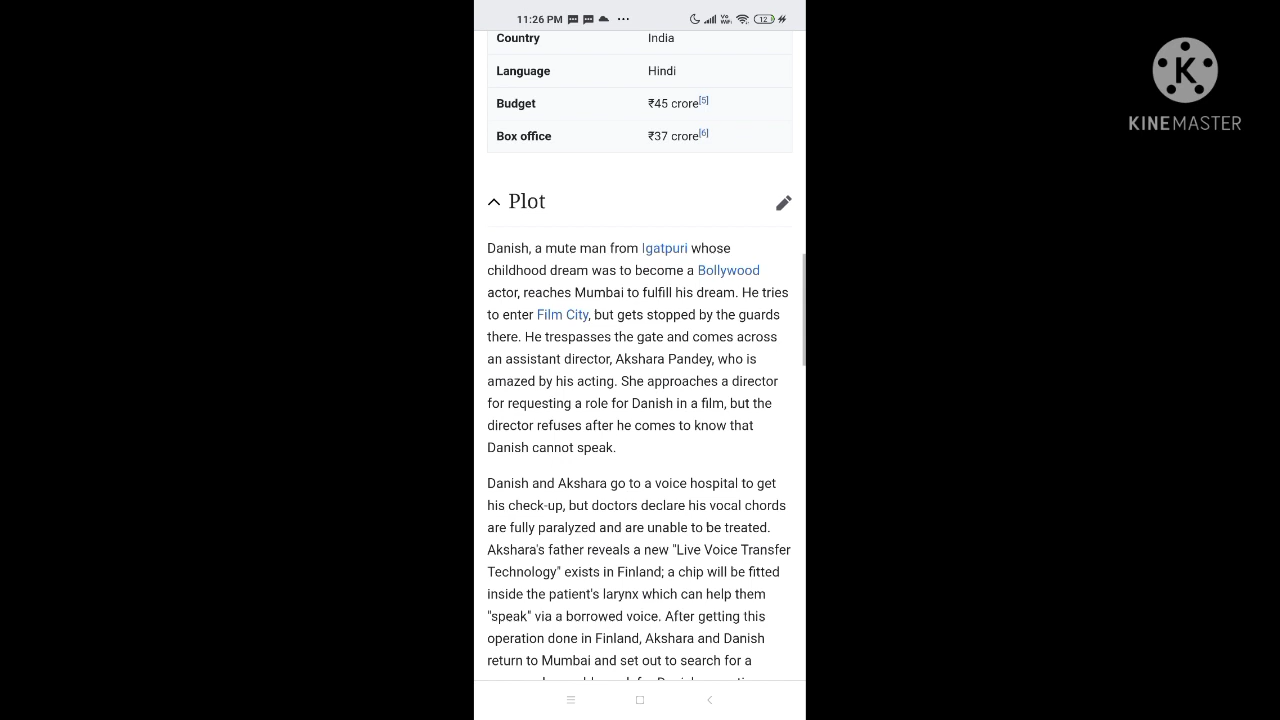 11:26 PM
Vo
WiFi
12
KINEMASTER
K
Country India
Language Hindi
Budget ₹45 crore[5]
Box office ₹37 crore[6]
Plot
Danish, a mute man from Igatpuri whose
childhood dream was to become a Bollywood
actor, reaches Mumbai to fulfill his dream. He tries
to enter Film City, but gets stopped by the guards
there. He trespasses the gate and comes across
an assistant director, Akshara Pandey, who is
amazed by his acting. She approaches a director
for requesting a role for Danish in a film, but the
director refuses after he comes to know that
Danish cannot speak.
Danish and Akshara go to a voice hospital to get
his check-up, but doctors declare his vocal chords
are fully paralyzed and are unable to be treated.
Akshara's father reveals a new "Live Voice Transfer
Technology" exists in Finland; a chip will be fitted
inside the patient's larynx which can help them
"speak" via a borrowed voice. After getting this
operation done in Finland, Akshara and Danish
return to Mumbai and set out to search for a